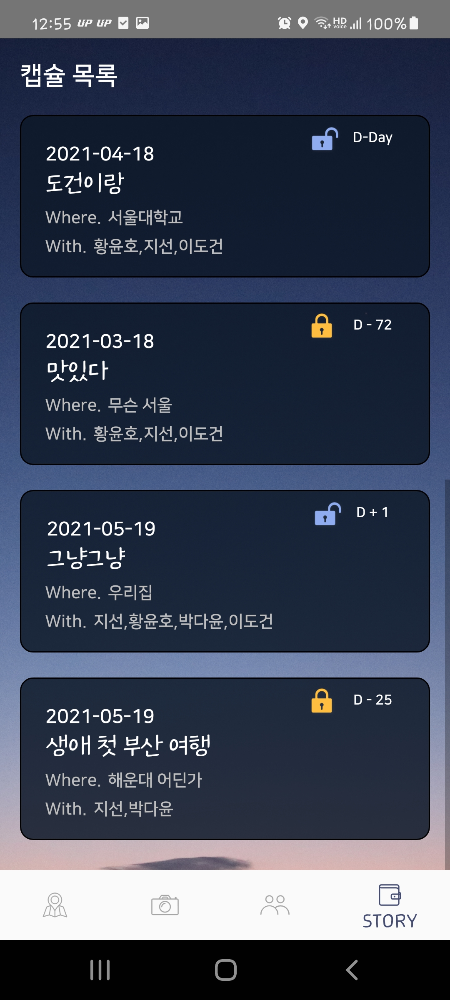 12:55 UP UP HD voice 100%
캡슐 목록
D-Day
2021-04-18
도건이랑
Where. 서울대학교
With. 황윤호,지선,이도건
D - 72
2021-03-18
맛있다
Where. 무슨 서울
With. 황윤호,지선,이도건
D + 1
2021-05-19
그냥그냥
Where. 우리집
With. 지선,황윤호,박다윤,이도건
D - 25
2021-05-19
생애 첫 부산 여행
Where. 해운대 어딘가
With. 지선,박다윤
STORY